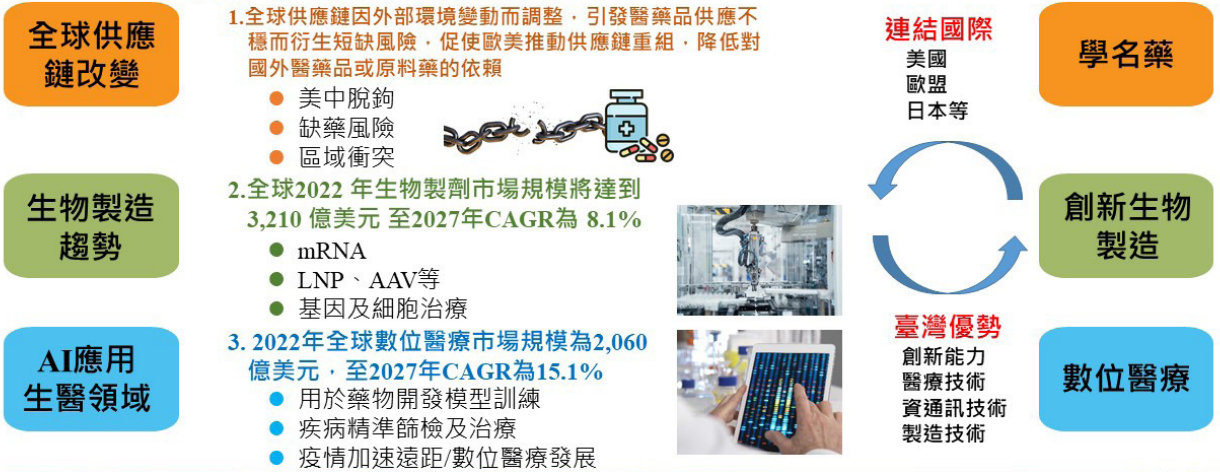 全球供應
鏈改變
1.全球供應鏈因外部環境變動而調整，引發醫藥品供應不
穩而衍生短缺風險，促使歐美推動供應鏈重組，降低對
國外醫藥品或原料藥的依賴
● 美中脫鉤
● 缺藥風險
● 區域衝突
連結國際
美國
歐盟
日本等
學名藥
生物製造
趨勢
2.全球2022 年生物製劑市場規模將達到
3,210 億美元 至2027年CAGR為 8.1%
● mRNA
● LNP、AAV等
● 基因及細胞治療
創新生物
製造
AI應用
生醫領域
3. 2022年全球數位醫療市場規模為2,060
億美元，至2027年CAGR為15.1%
● 用於藥物開發模型訓練
● 疾病精準篩檢及治療
● 疫情加速遠距/數位醫療發展
臺灣優勢
創新能力
醫療技術
資通訊技術
製造技術
數位醫療